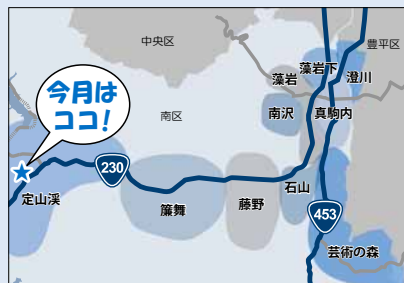 中央区
豊平区
藻岩下
藻岩
澄川
今月は
ココ!
南区
南沢
真駒内
230
定山渓
簾舞
藤野
石山
453
芸術の森